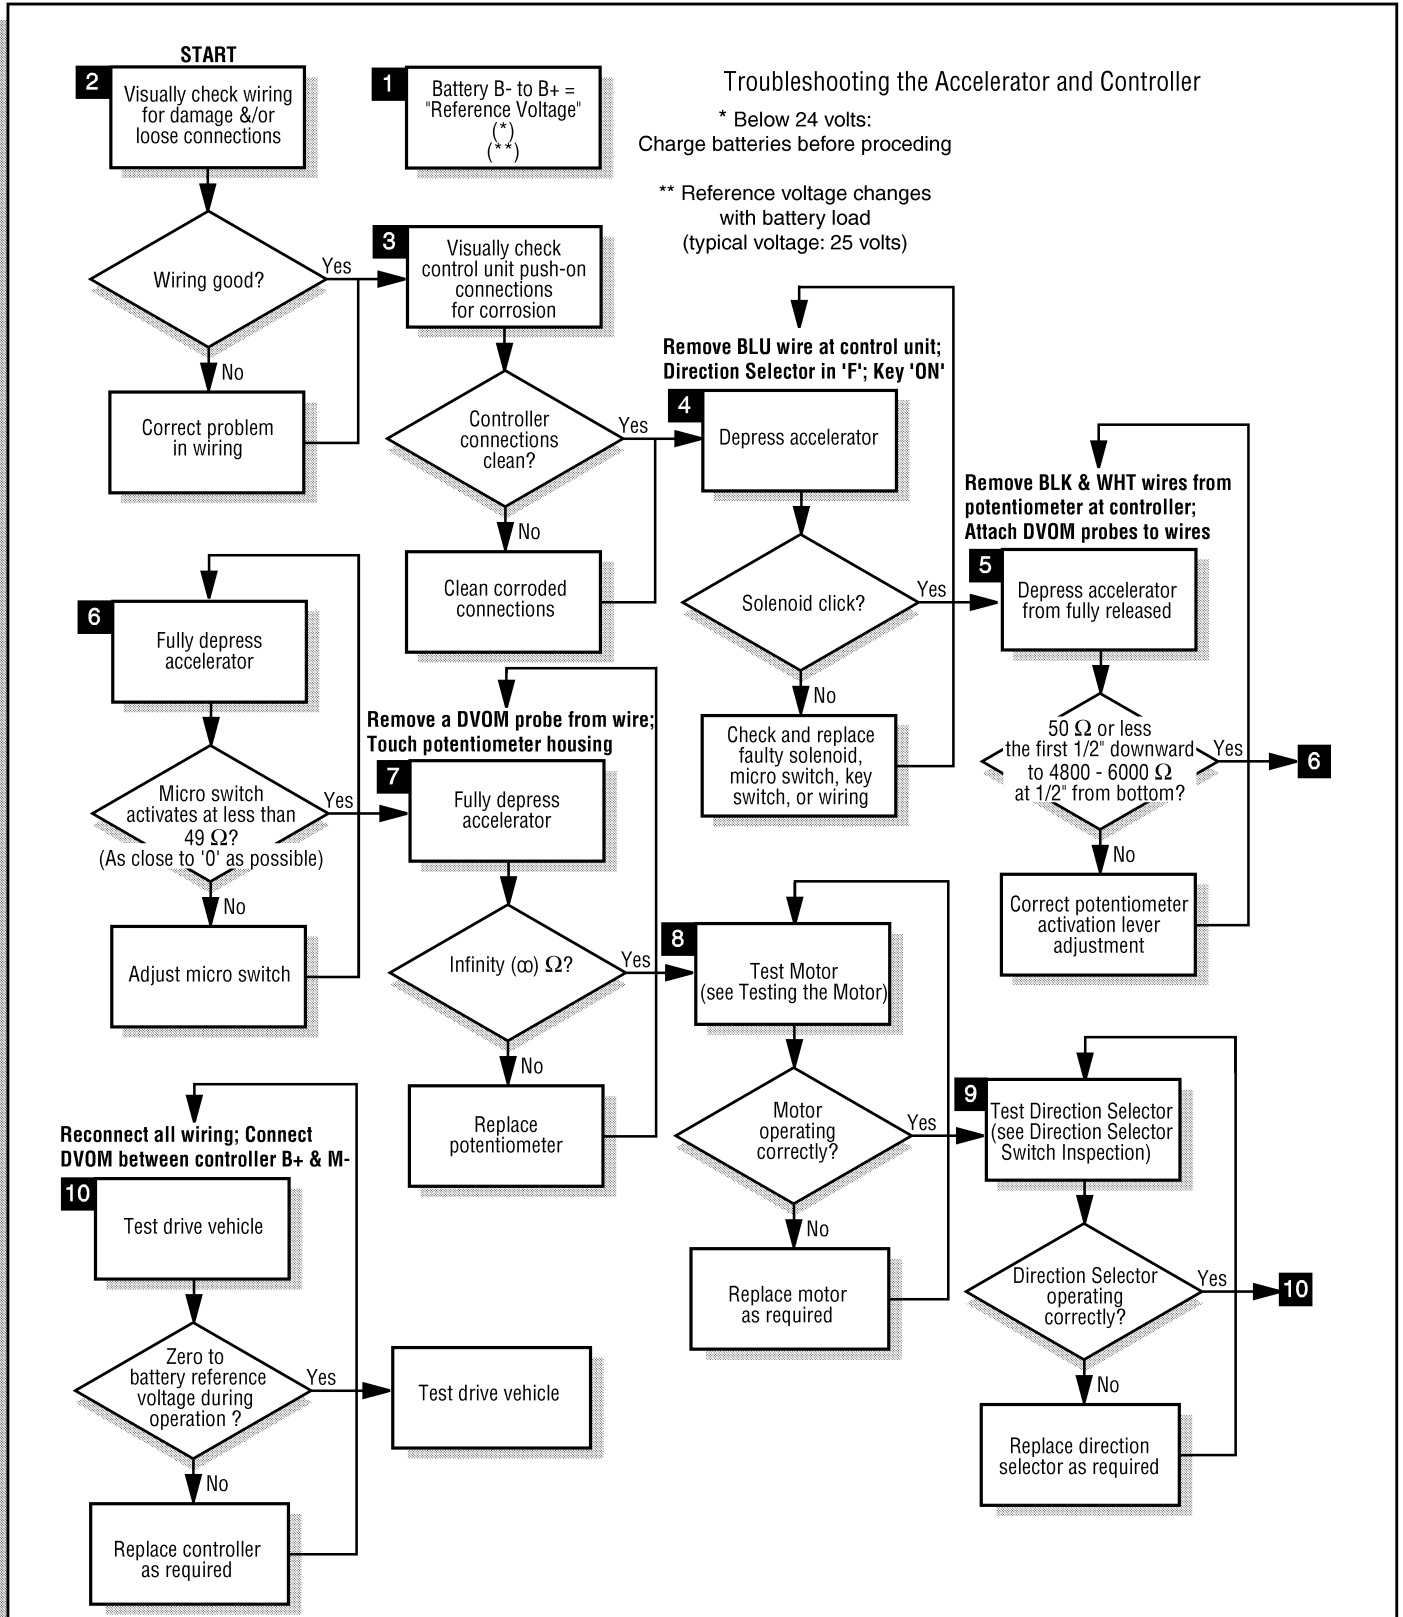 Troubleshooting the Accelerator and Controller
* Below 24 volts:
Charge batteries before proceding
** Reference voltage changes
with battery load
(typical voltage: 25 volts)
1
Battery B- to B+ =
"Reference Voltage"
(*)
(**)
START
2
Visually check wiring
for damage &/or
loose connections
Wiring good?
Yes
No
Correct problem
in wiring
3
Visually check
control unit push-on
connections
for corrosion
Controller
connections
clean?
Yes
No
Clean corroded
connections
Remove BLU wire at control unit;
Direction Selector in 'F'; Key 'ON'
4
Depress accelerator
Solenoid click?
Yes
No
Check and replace
faulty solenoid,
micro switch, key
switch, or wiring
Remove BLK & WHT wires from
potentiometer at controller;
Attach DVOM probes to wires
5
Depress accelerator
from fully released
50 Ω or less
the first 1/2" downward
to 4800 - 6000 Ω
at 1/2" from bottom?
Yes
6
No
Correct potentiometer
activation lever
adjustment
6
Fully depress
accelerator
Micro switch
activates at less than
49 Ω?
(As close to '0' as possible)
Yes
No
Adjust micro switch
Remove a DVOM probe from wire;
Touch potentiometer housing
7
Fully depress
accelerator
Infinity (∞) Ω?
Yes
No
Replace
potentiometer
8
Test Motor
(see Testing the Motor)
Motor
operating
correctly?
Yes
No
Replace motor
as required
9
Test Direction Selector
(see Direction Selector
Switch Inspection)
Direction Selector
operating
correctly?
Yes
10
No
Replace direction
selector as required
Reconnect all wiring; Connect
DVOM between controller B+ & M-
10
Test drive vehicle
Zero to
battery reference
voltage during
operation ?
Yes
Test drive vehicle
No
Replace controller
as required